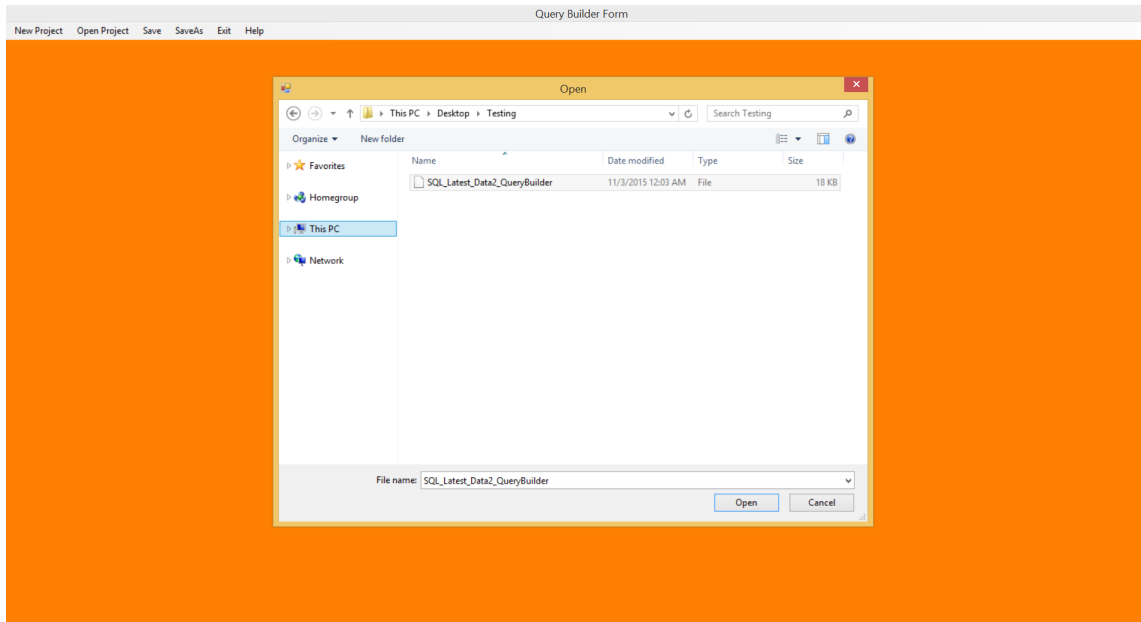 Query Builder Form
New Project Open Project Save SaveAs Exit Help
Open
This PC Desktop Testing Search Testing
Organize New folder
Name Date modified Type Size
Favorites
SQL_Latest_Data2_QueryBuilder 11/3/2015 12:03 AM File 18 KB
Homegroup
This PC
Network
File name: SQL_Latest_Data2_QueryBuilder
Open Cancel